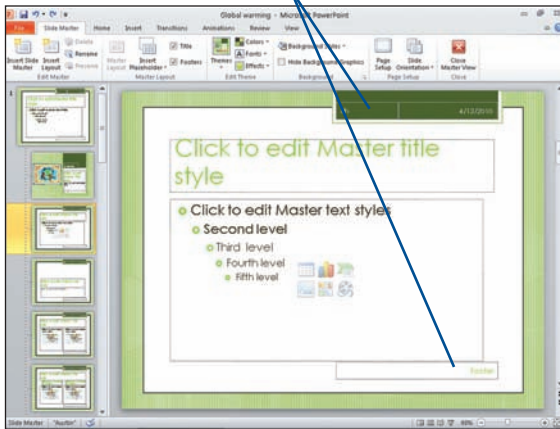 Global warming - Microsoft PowerPoint
File Slide Master Home Insert Transitions Animations Review View
Insert Slide Master
Insert Layout
Delete
Rename
Preserve
Master Layout
Insert Placeholder
Title
Footers
Themes
Colors
Fonts
Effects
Background Styles
Hide Background Graphics
Page Setup
Slide Orientation
Close Master View
Edit Master Master Layout Edit Theme Background Page Setup Close
1
4/13/2010
Click to edit Master title
style
Click to edit Master text styles
Second level
Third level
Fourth level
Fifth level
Footer
Slide Master "Austin" 60%